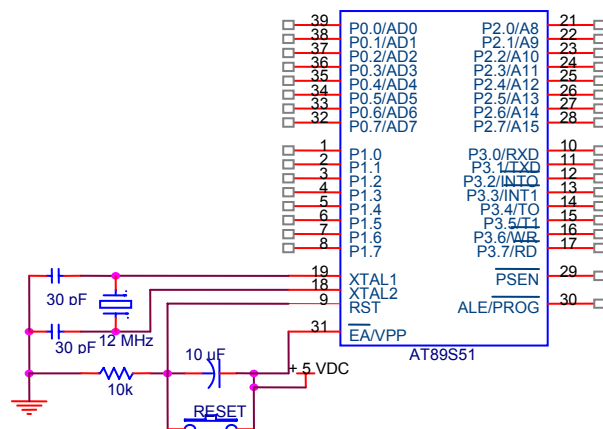 39 P0.0/AD0 P2.0/A8 21
38 P0.1/AD1 P2.1/A9 22
37 P0.2/AD2 P2.2/A10 23
36 P0.3/AD3 P2.3/A11 24
35 P0.4/AD4 P2.4/A12 25
34 P0.5/AD5 P2.5/A13 26
33 P0.6/AD6 P2.6/A14 27
32 P0.7/AD7 P2.7/A15 28
1 P1.0 P3.0/RXD 10
2 P1.1 P3.1/TXD 11
3 P1.2 P3.2/INTO 12
4 P1.3 P3.3/INT1 13
5 P1.4 P3.4/TO 14
6 P1.5 P3.5/T1 15
7 P1.6 P3.6/WR 16
8 P1.7 P3.7/RD 17
19 XTAL1 PSEN 29
18 XTAL2
9 RST ALE/PROG 30
31 EA/VPP
AT89S51
30 pF
12 MHz
30 pF
10 uF
+ 5 VDC
10k
RESET